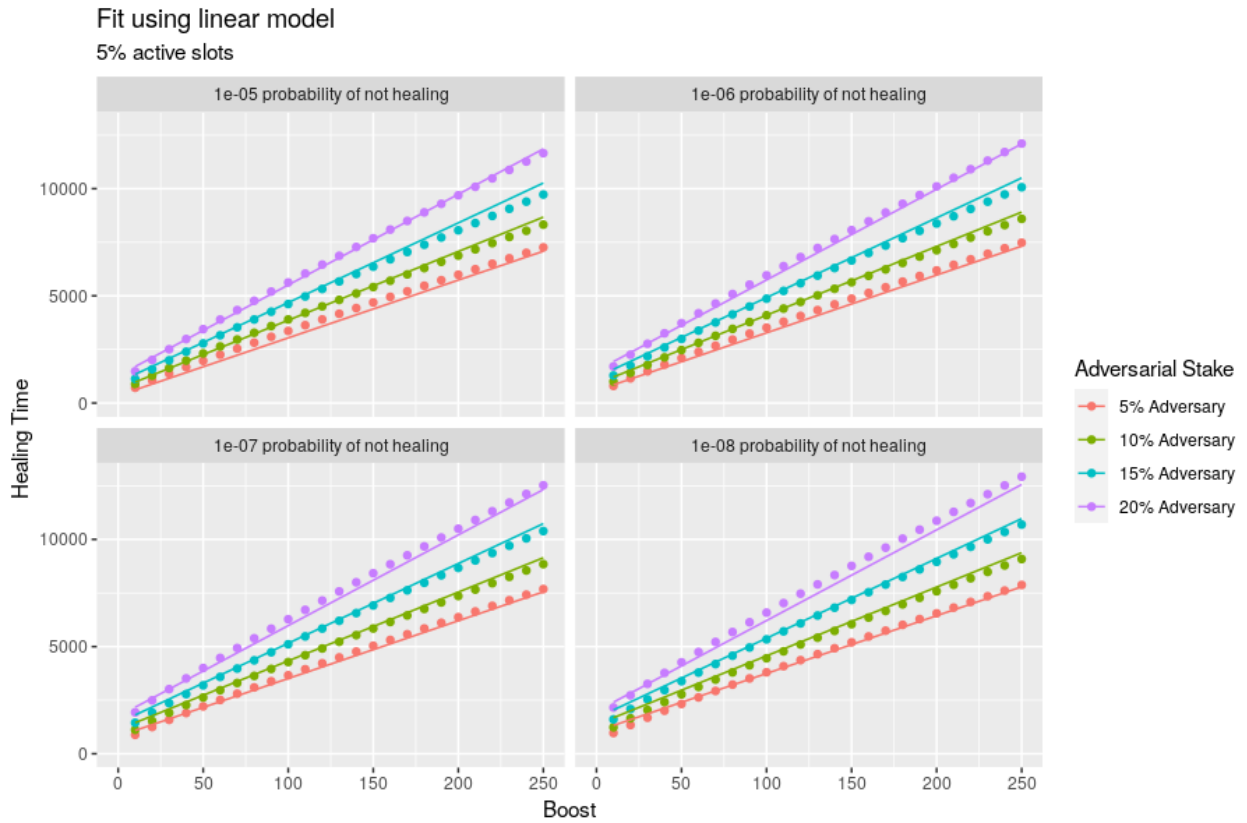 Fit using linear model
5% active slots
1e-05 probability of not healing
1e-06 probability of not healing
10000
5000
0
1e-07 probability of not healing
1e-08 probability of not healing
10000
5000
0
0 50 100 150 200 250
0 50 100 150 200 250
Healing Time
Boost
Adversarial Stake
5% Adversary
10% Adversary
15% Adversary
20% Adversary